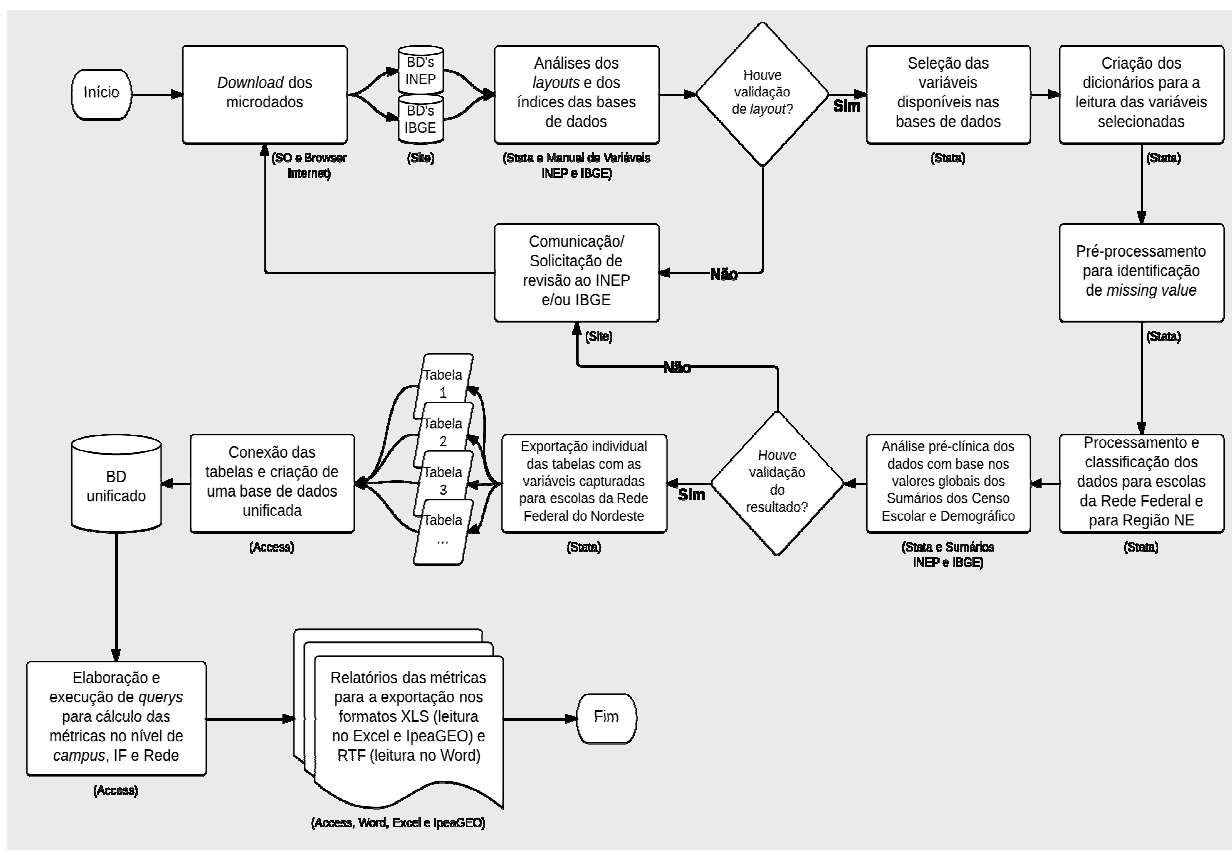 Início
Download dos
microdados
(SO e Browser
Internet)
BD's
INEP
BD's
IBGE
(Site)
Análises dos
layouts e dos
índices das bases
de dados
(Stata e Manual de Variáveis
INEP e IBGE)
Houve
validação
de layout?
Sim
Seleção das
variáveis
disponíveis nas
bases de dados
(Stata)
Criação dos
dicionários para a
leitura das variáveis
selecionadas
(Stata)
Não
Comunicação/
Solicitação de
revisão ao INEP
e/ou IBGE
(Site)
Pré-processamento
para identificação
de missing value
(Stata)
Processamento e
classificação dos
dados para escolas
da Rede Federal e
para Região NE
(Stata)
Análise pré-clínica dos
dados com base nos
valores globais dos
Sumários dos Censo
Escolar e Demográfico
(Stata e Sumários
INEP e IBGE)
Houve
validação
do
resultado?
Não
Sim
Exportação individual
das tabelas com as
variáveis capturadas
para escolas da Rede
Federal do Nordeste
(Stata)
Tabela
1
Tabela
2
Tabela
3
Tabela
...
Conexão das
tabelas e criação de
uma base de dados
unificada
(Access)
BD
unificado
Elaboração e
execução de querys
para cálculo das
métricas no nível de
campus, IF e Rede
(Access)
Relatórios das métricas
para a exportação nos
formatos XLS (leitura
no Excel e IpeaGEO) e
RTF (leitura no Word)
(Access, Word, Excel e IpeaGEO)
Fim